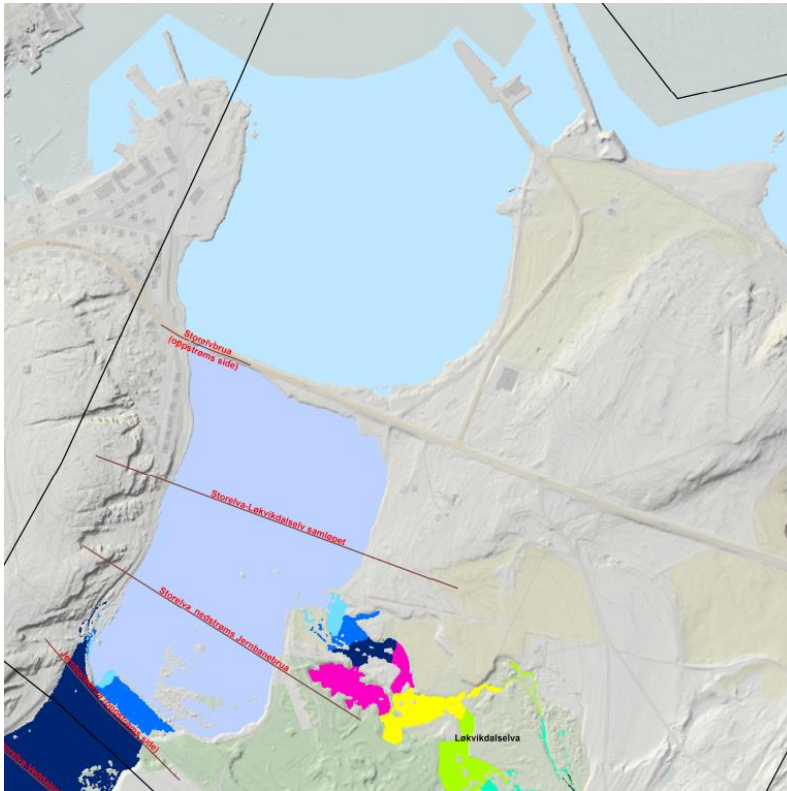 Storelvbrua
(oppstrøms side)
Storelva-Løkvikdalselv samløpet
Storelva nedstrøms Jernbanebrua
Løkvikdalselva